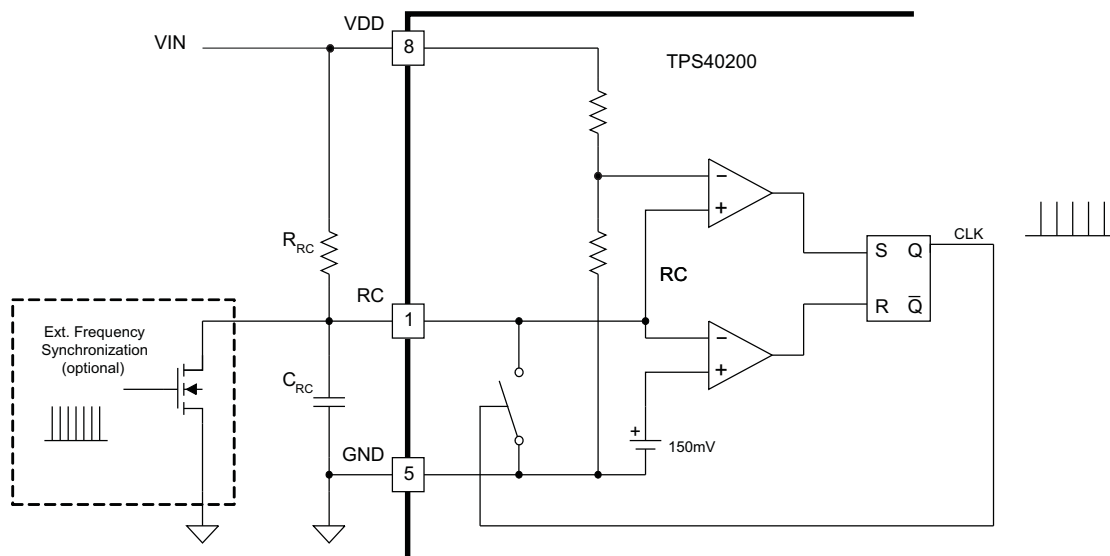 VDD
VIN
8
TPS40200
−
+
R_RC
CLK
S Q
RC
RC
R Q̅
1
−
+
Ext. Frequency
Synchronization
(optional)
C_RC
+
150mV
GND
5